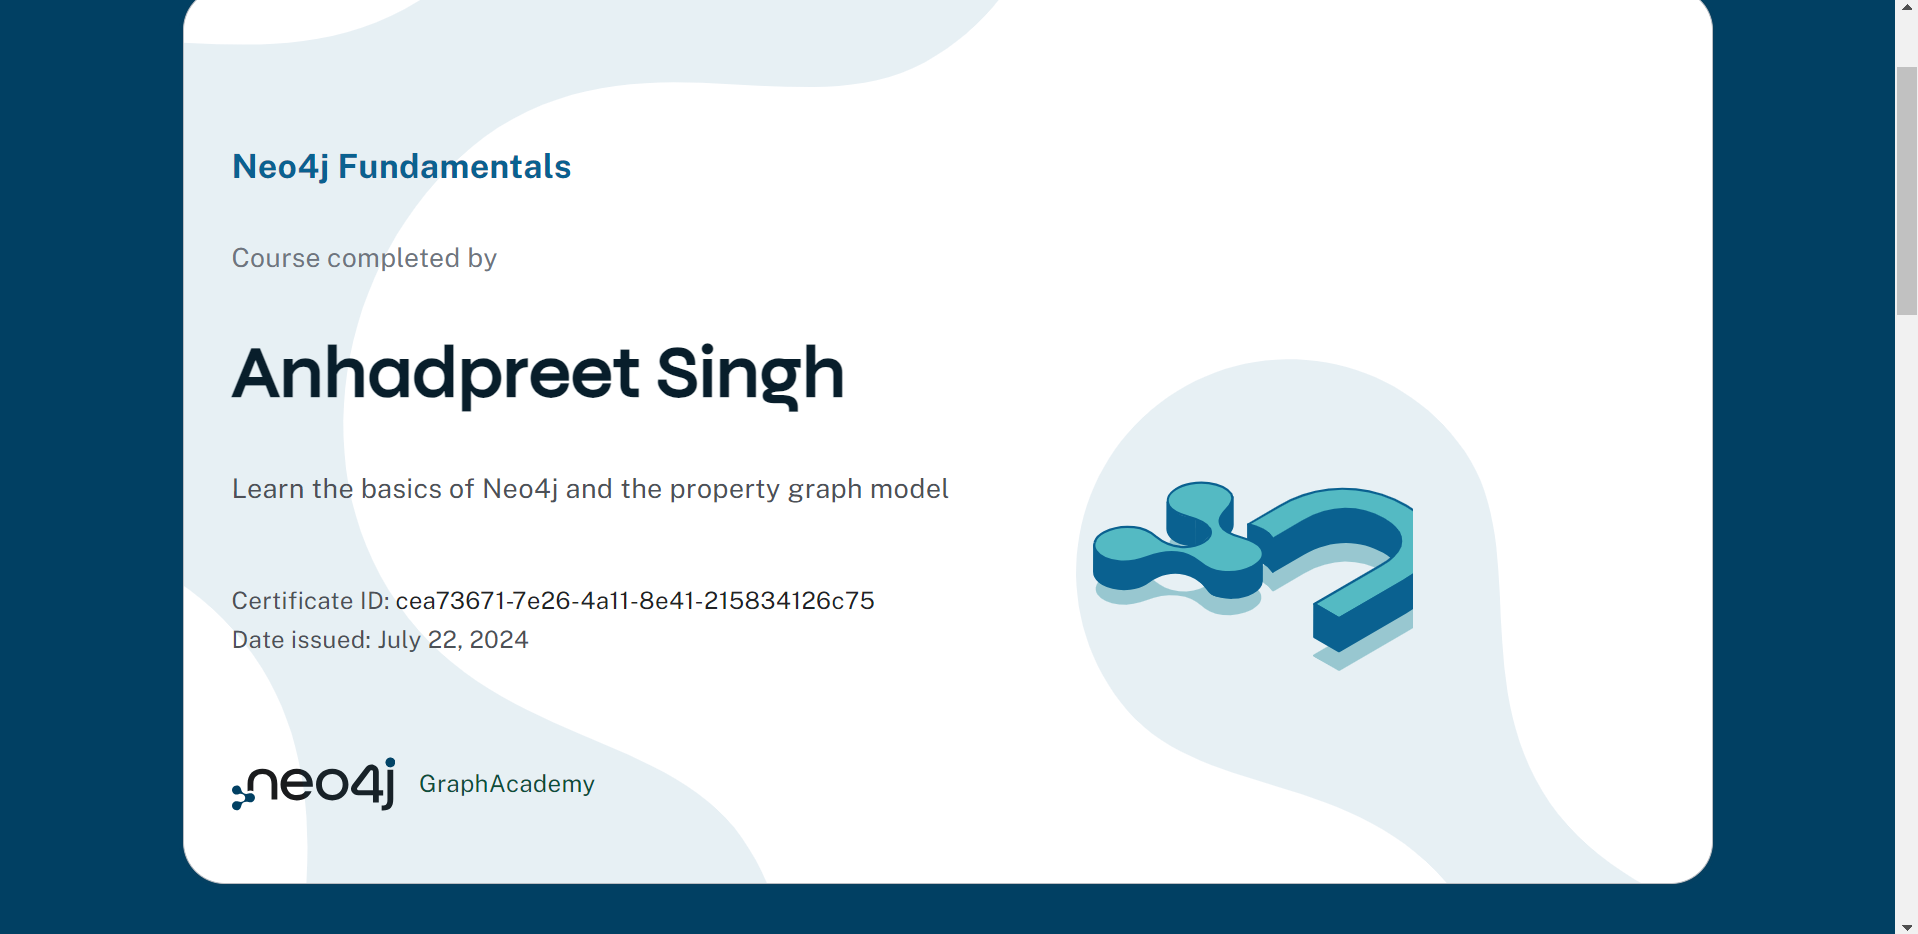 Neo4j Fundamentals
Course completed by
Anhadpreet Singh
Learn the basics of Neo4j and the property graph model
Certificate ID: cea73671-7e26-4a11-8e41-215834126c75
Date issued: July 22, 2024
neo4j GraphAcademy